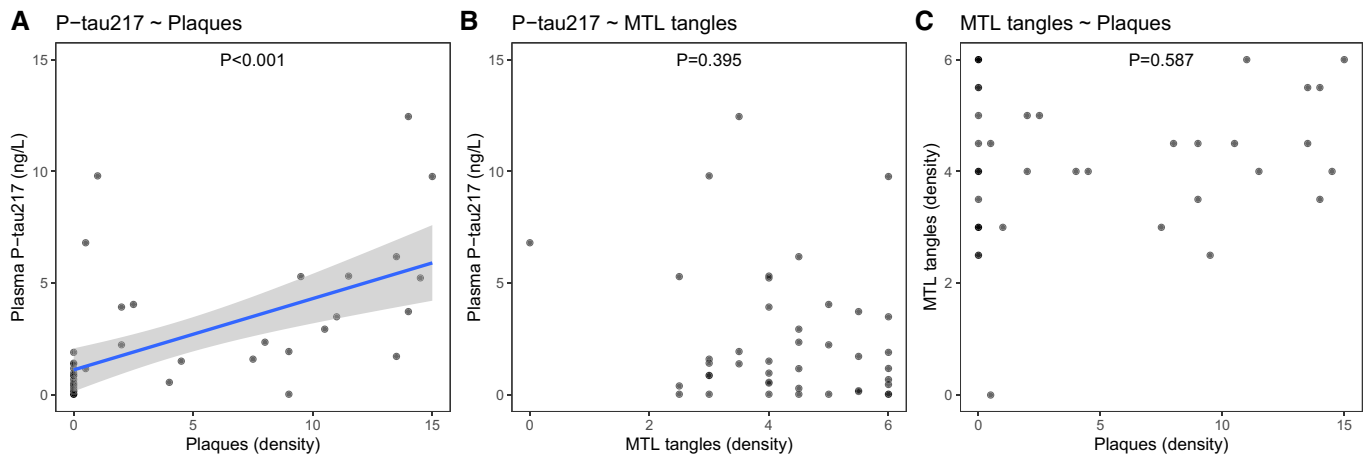 A P−tau217 ~ Plaques
P<0.001
15
10
5
0
Plasma P−tau217 (ng/L)
0 5 10 15
Plaques (density)
B P−tau217 ~ MTL tangles
P=0.395
15
10
5
0
Plasma P−tau217 (ng/L)
0 2 4 6
MTL tangles (density)
C MTL tangles ~ Plaques
P=0.587
6
4
2
0
MTL tangles (density)
0 5 10 15
Plaques (density)